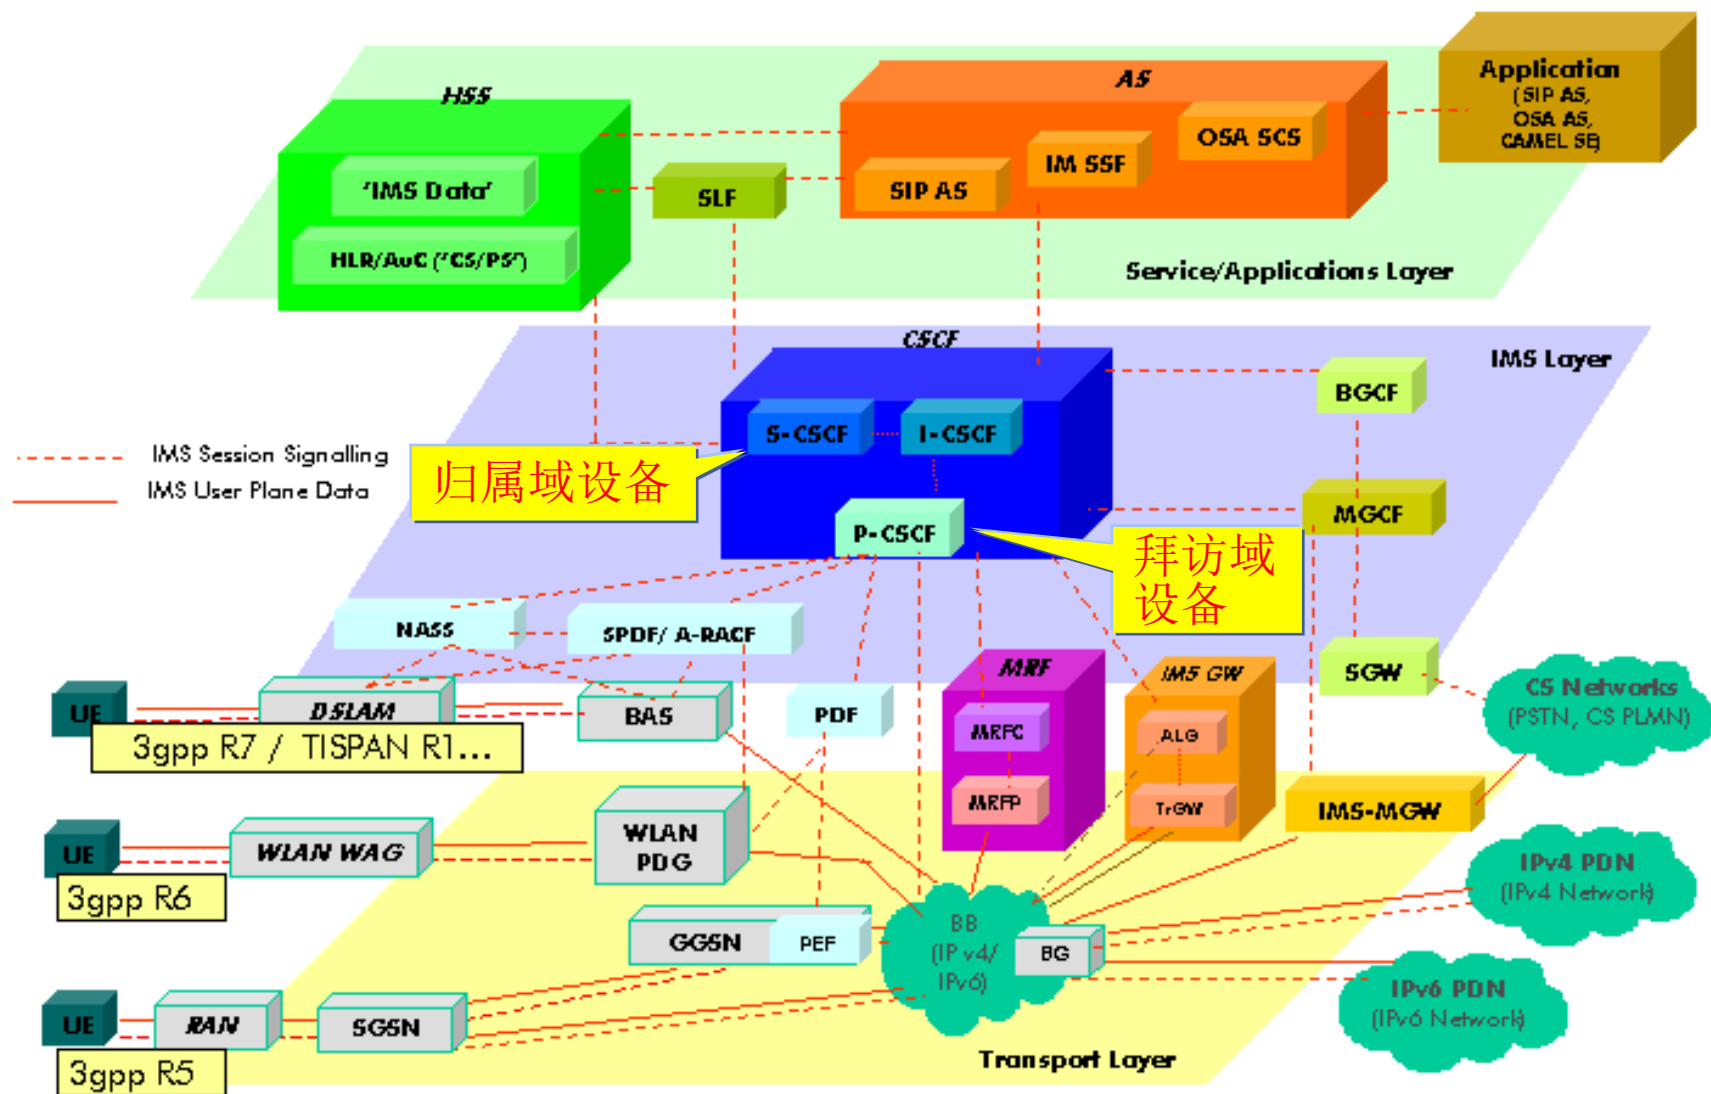 HSS
'IMS Data'
HLR/AuC ('CS/PS')
SLF
AS
SIP AS
IM SSF
OSA SCS
Application
(SIP AS,
OSA AS,
CAMEL SE)
Service/Applications Layer
CSCF
IMS Layer
S-CSCF
I-CSCF
P-CSCF
BGCF
MGCF
SGW
归属域设备
拜访域
设备
IMS Session Signalling
IMS User Plane Data
NASS
SPDF/ A-RACF
UE
DSLAM
BAS
PDF
3gpp R7 / TISPAN R1...
MRF
MRFC
MRFP
IMS GW
ALG
TrGW
IMS-MGW
CS Networks
(PSTN, CS PLMN)
UE
WLAN WAG
WLAN
PDG
3gpp R6
GGSN
PEF
BB
(IP v4/
IPv6)
BG
IPv4 PDN
(IPv4 Network)
IPv6 PDN
(IPv6 Network)
UE
RAN
SGSN
3gpp R5
Transport Layer